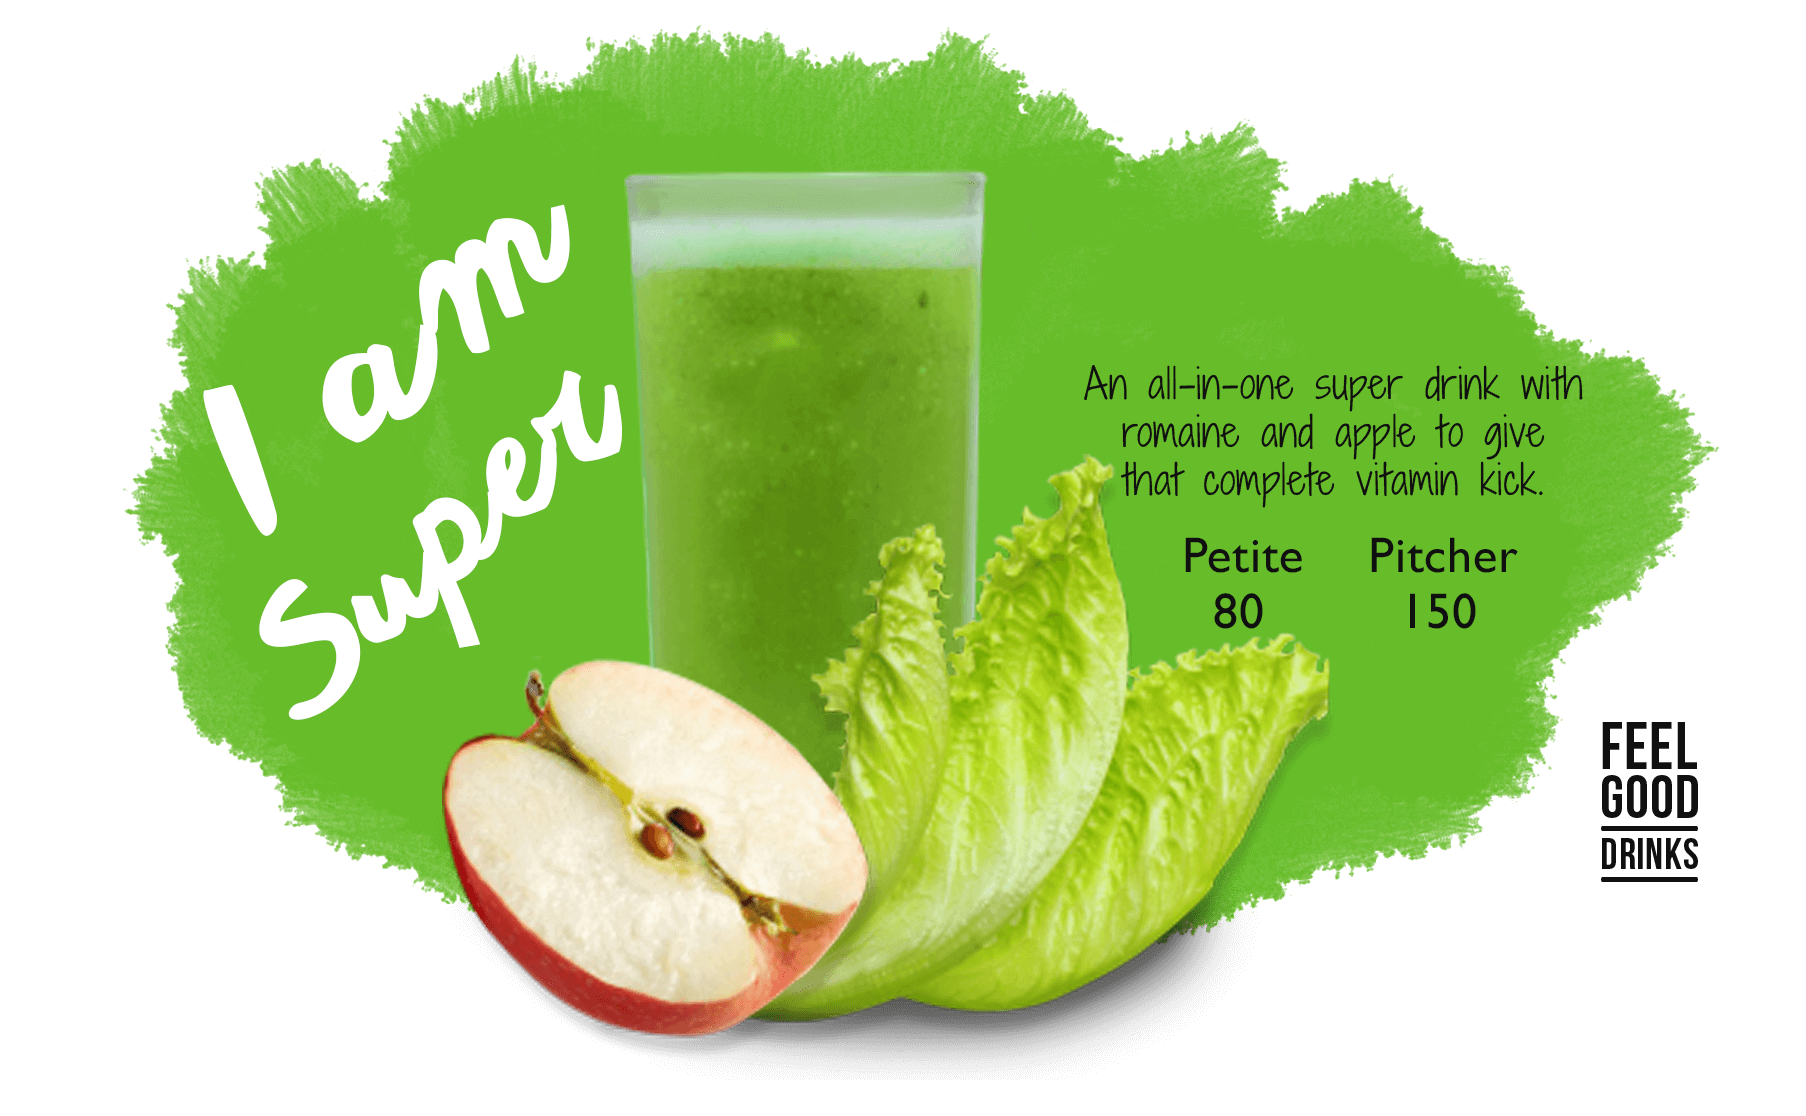 I am
Super
An all-in-one super drink with
romaine and apple to give
that complete vitamin kick.
Petite Pitcher
80 150
FEEL
GOOD
DRINKS